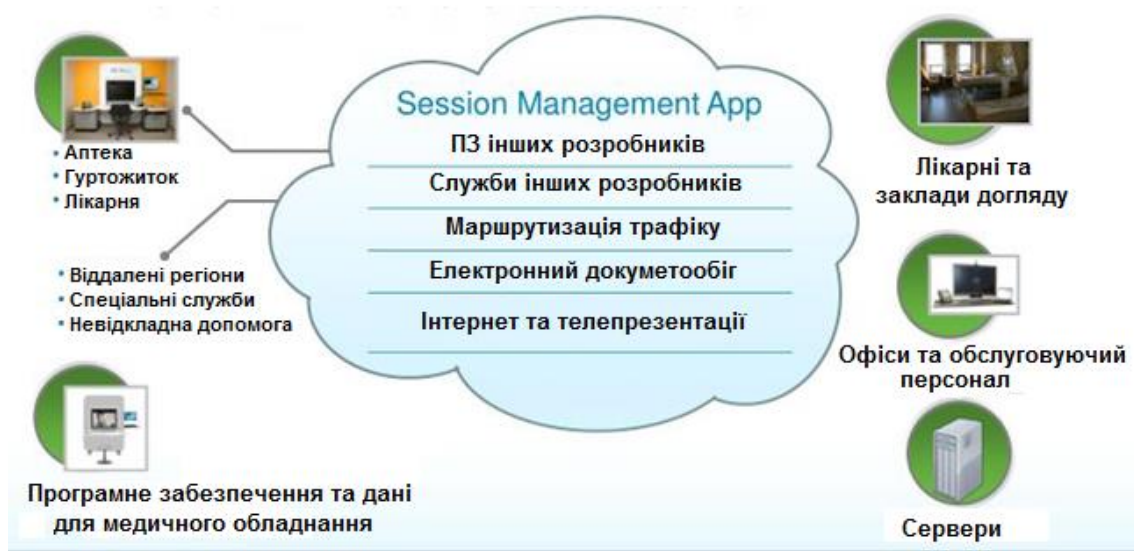 Session Management App
ПЗ інших розробників
Служби інших розробників
Маршрутизація трафіку
Електронний докуметообіг
Інтернет та телепрезентації
• Аптека
• Гуртожиток
• Лікарня
• Віддалені регіони
• Спеціальні служби
• Невідкладна допомога
Програмне забезпечення та дані
для медичного обладнання
Лікарні та
заклади догляду
Офіси та обслуговуючий
персонал
Сервери